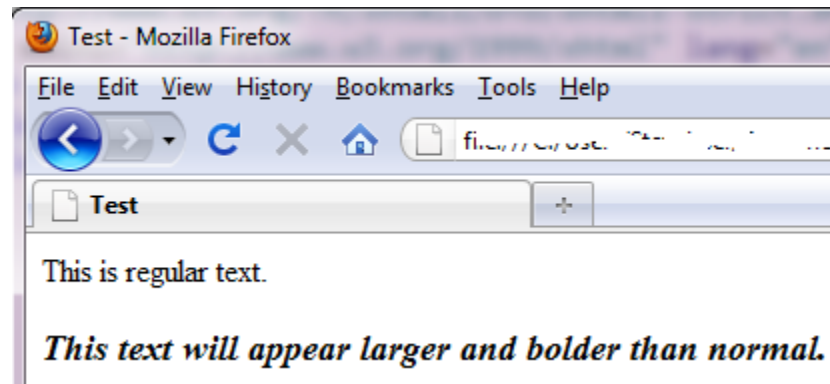 Test - Mozilla Firefox
File Edit View History Bookmarks Tools Help
Test
This is regular text.
This text will appear larger and bolder than normal.